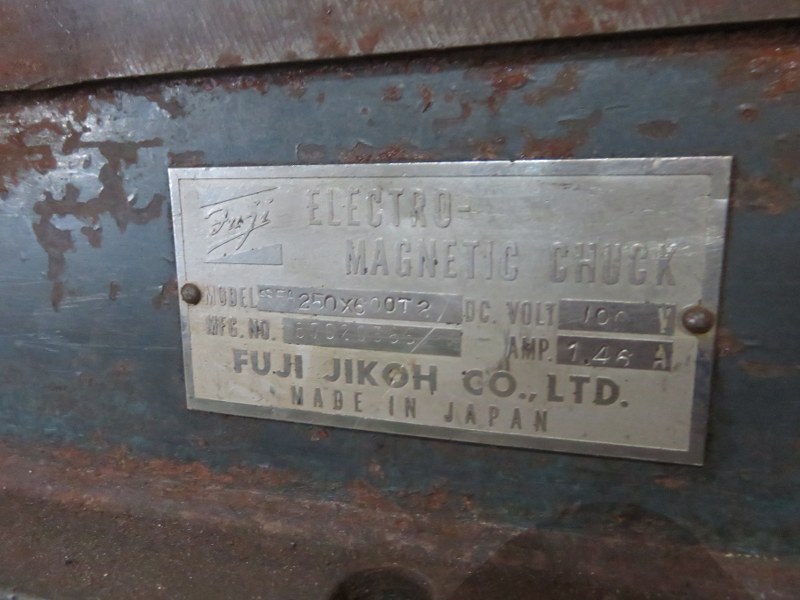 Fuji ELECTRO-
MAGNETIC CHUCK
MODEL 250X600T2 DC. VOLT 100 V
MFG. NO. AMP. 1.46 A
FUJI JIKOH CO., LTD.
MADE IN JAPAN